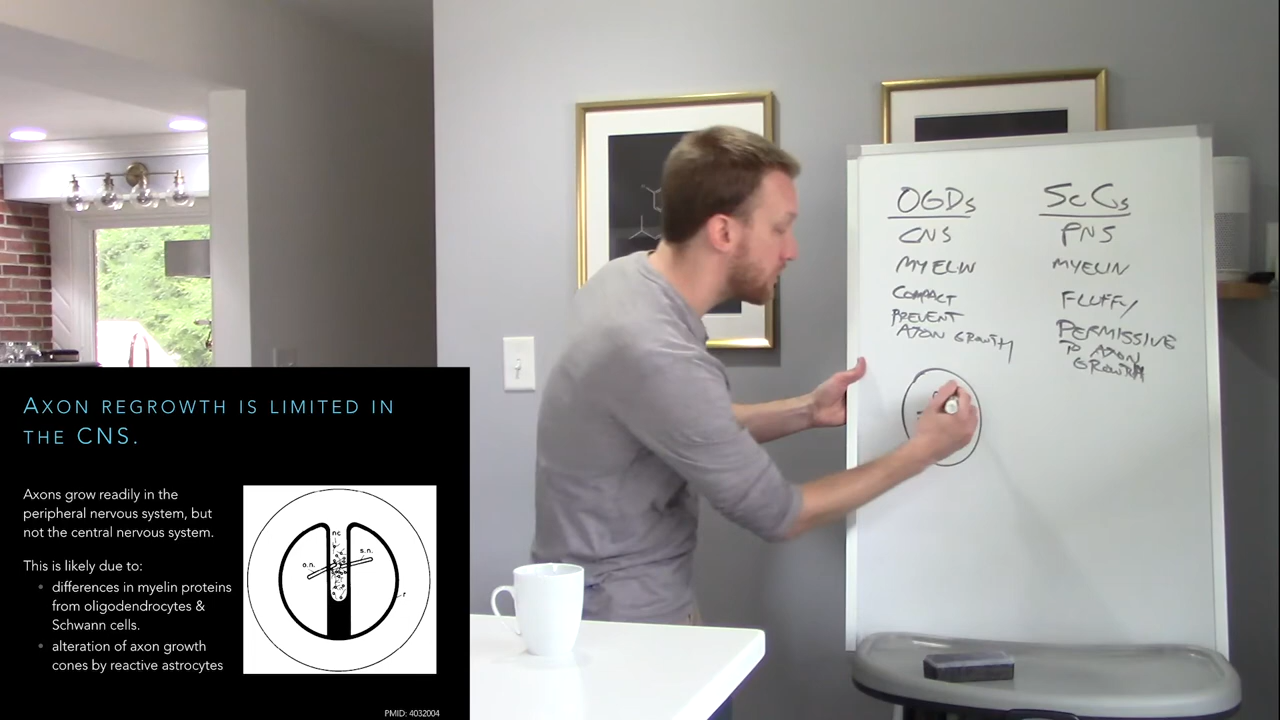 OGDs
CNS
MYELIN
COMPACT
PREVENT
AXON GROWTH
ScCs
PNS
MYELIN
FLUFFY
PERMISSIVE
TO AXON
GROWTH
AXON REGROWTH IS LIMITED IN
THE CNS.
Axons grow readily in the
peripheral nervous system, but
not the central nervous system.
This is likely due to:
• differences in myelin proteins
from oligodendrocytes &
Schwann cells.
• alteration of axon growth
cones by reactive astrocytes
nc
o.n.
s.n.
r
PMID: 4032004